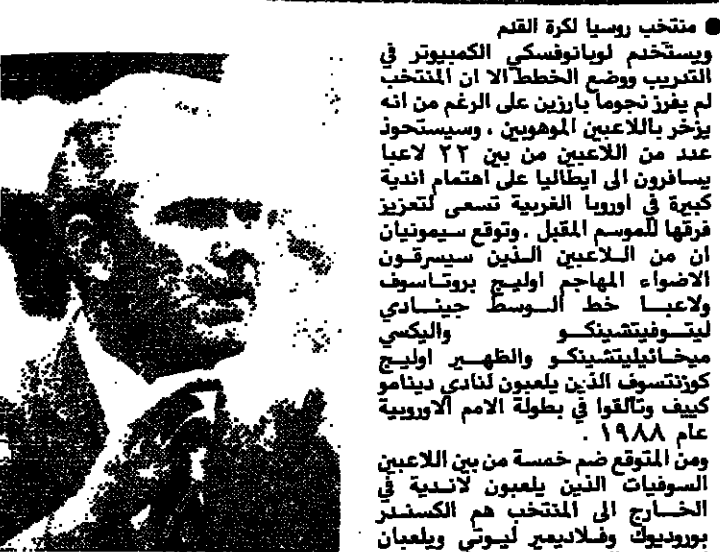 ● منتخب روسيا لكرة القدم
ويستخدم لوبانوفسكي الكمبيوتر في
التدريب ووضع الخطط الا ان المنتخب
لم يفرز نجوما بارزين على الرغم من انه
يزخر باللاعبين الموهوبين . وسيستحوذ
عدد من اللاعبين من بين ٢٢ لاعبا
يسافرون الى ايطاليا على اهتمام اندية
كبيرة في اوروبا الغربية تسعى لتعزيز
فرقها للموسم المقبل . وتوقع سيمونيان
ان من اللاعبين الذين سيسرقون
الاضواء المهاجم اوليج بروتاسوف
ولاعبا خط الوسط جينادي
ليتوفيتشينكو واليكسي
ميخائيليتشينكو والظهير اوليج
كوزنتسوف الذين يلعبون لنادي دينامو
كييف وتالقوا في بطولة الامم الاوروبية
عام ١٩٨٨ .
ومن المتوقع ضم خمسة من بين اللاعبين
السوفيات الذين يلعبون لاندية في
الخارج الى المنتخب هم الكسندر
بوروديوك وفلاديمير ليوتي ويلعبان